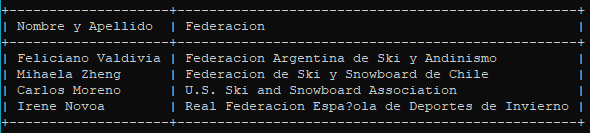 Nombre y Apellido | Federacion
Feliciano Valdivia | Federacion Argentina de Ski y Andinismo
Mihaela Zheng | Federacion de Ski y Snowboard de Chile
Carlos Moreno | U.S. Ski and Snowboard Association
Irene Novoa | Real Federacion Espa?ola de Deportes de Invierno